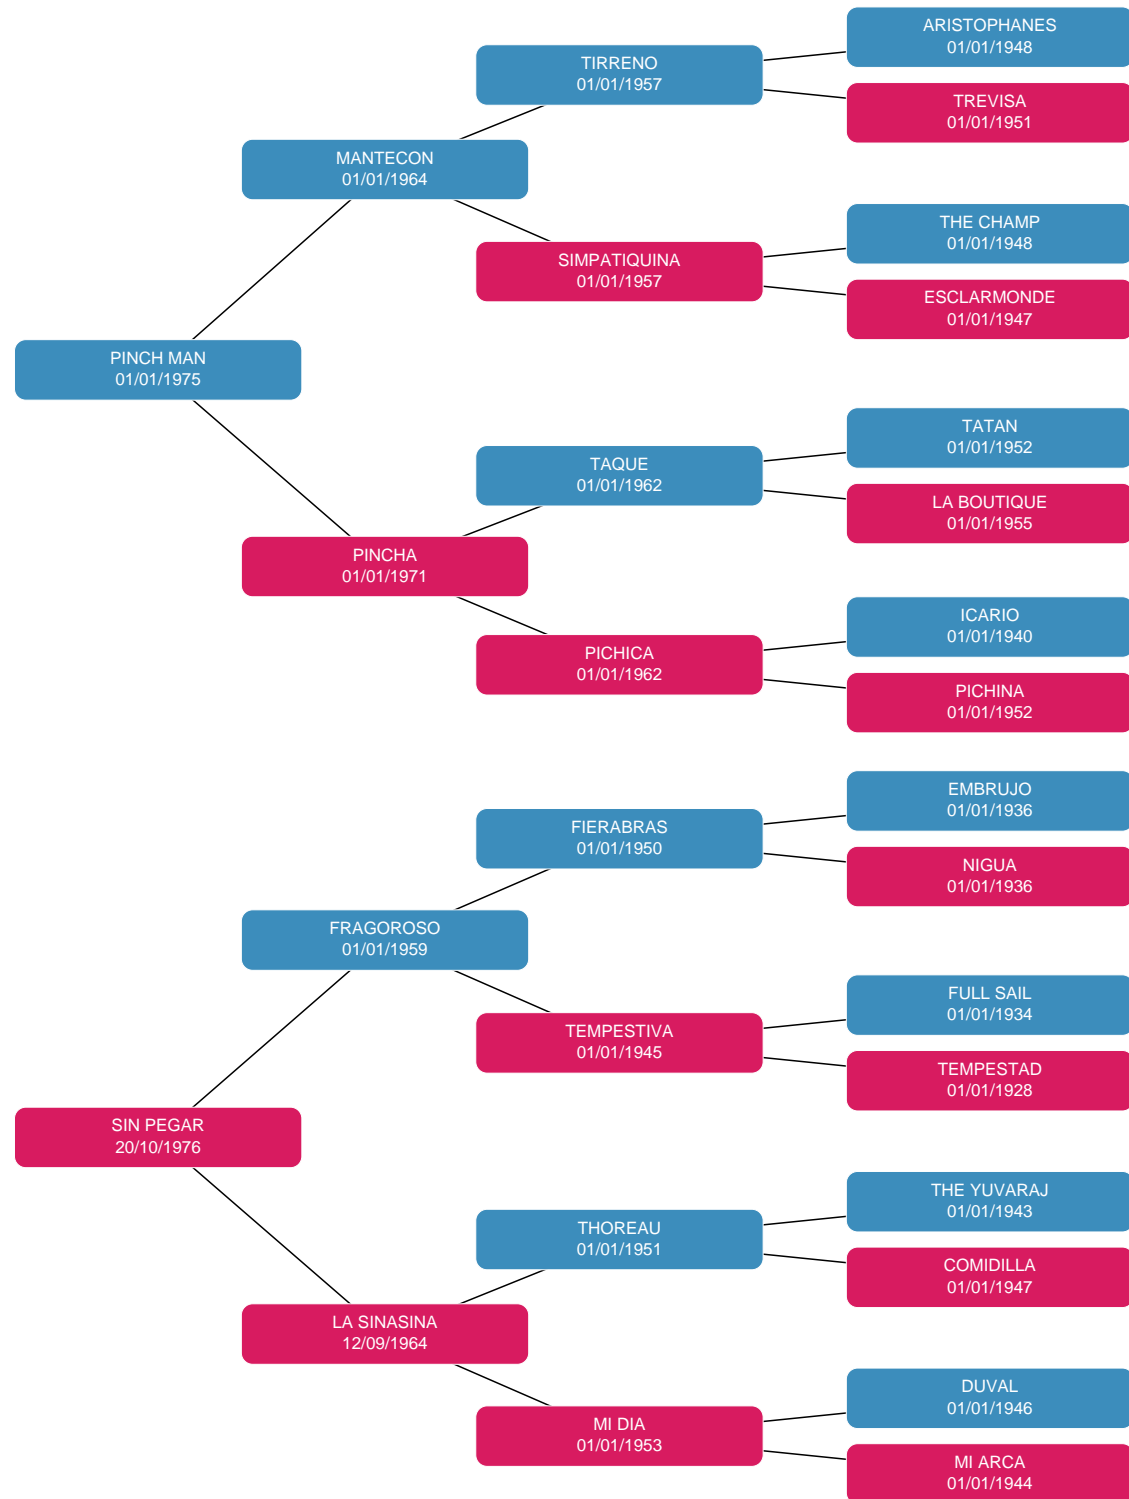 ARISTOPHANES
01/01/1948
TIRRENO
01/01/1957
TREVISA
01/01/1951
MANTECON
01/01/1964
THE CHAMP
01/01/1948
SIMPATIQUINA
01/01/1957
ESCLARMONDE
01/01/1947
PINCH MAN
01/01/1975
TATAN
01/01/1952
TAQUE
01/01/1962
LA BOUTIQUE
01/01/1955
PINCHA
01/01/1971
ICARIO
01/01/1940
PICHICA
01/01/1962
PICHINA
01/01/1952
EMBRUJO
01/01/1936
FIERABRAS
01/01/1950
NIGUA
01/01/1936
FRAGOROSO
01/01/1959
FULL SAIL
01/01/1934
TEMPESTIVA
01/01/1945
TEMPESTAD
01/01/1928
SIN PEGAR
20/10/1976
THE YUVARAJ
01/01/1943
THOREAU
01/01/1951
COMIDILLA
01/01/1947
LA SINASINA
12/09/1964
DUVAL
01/01/1946
MI DIA
01/01/1953
MI ARCA
01/01/1944